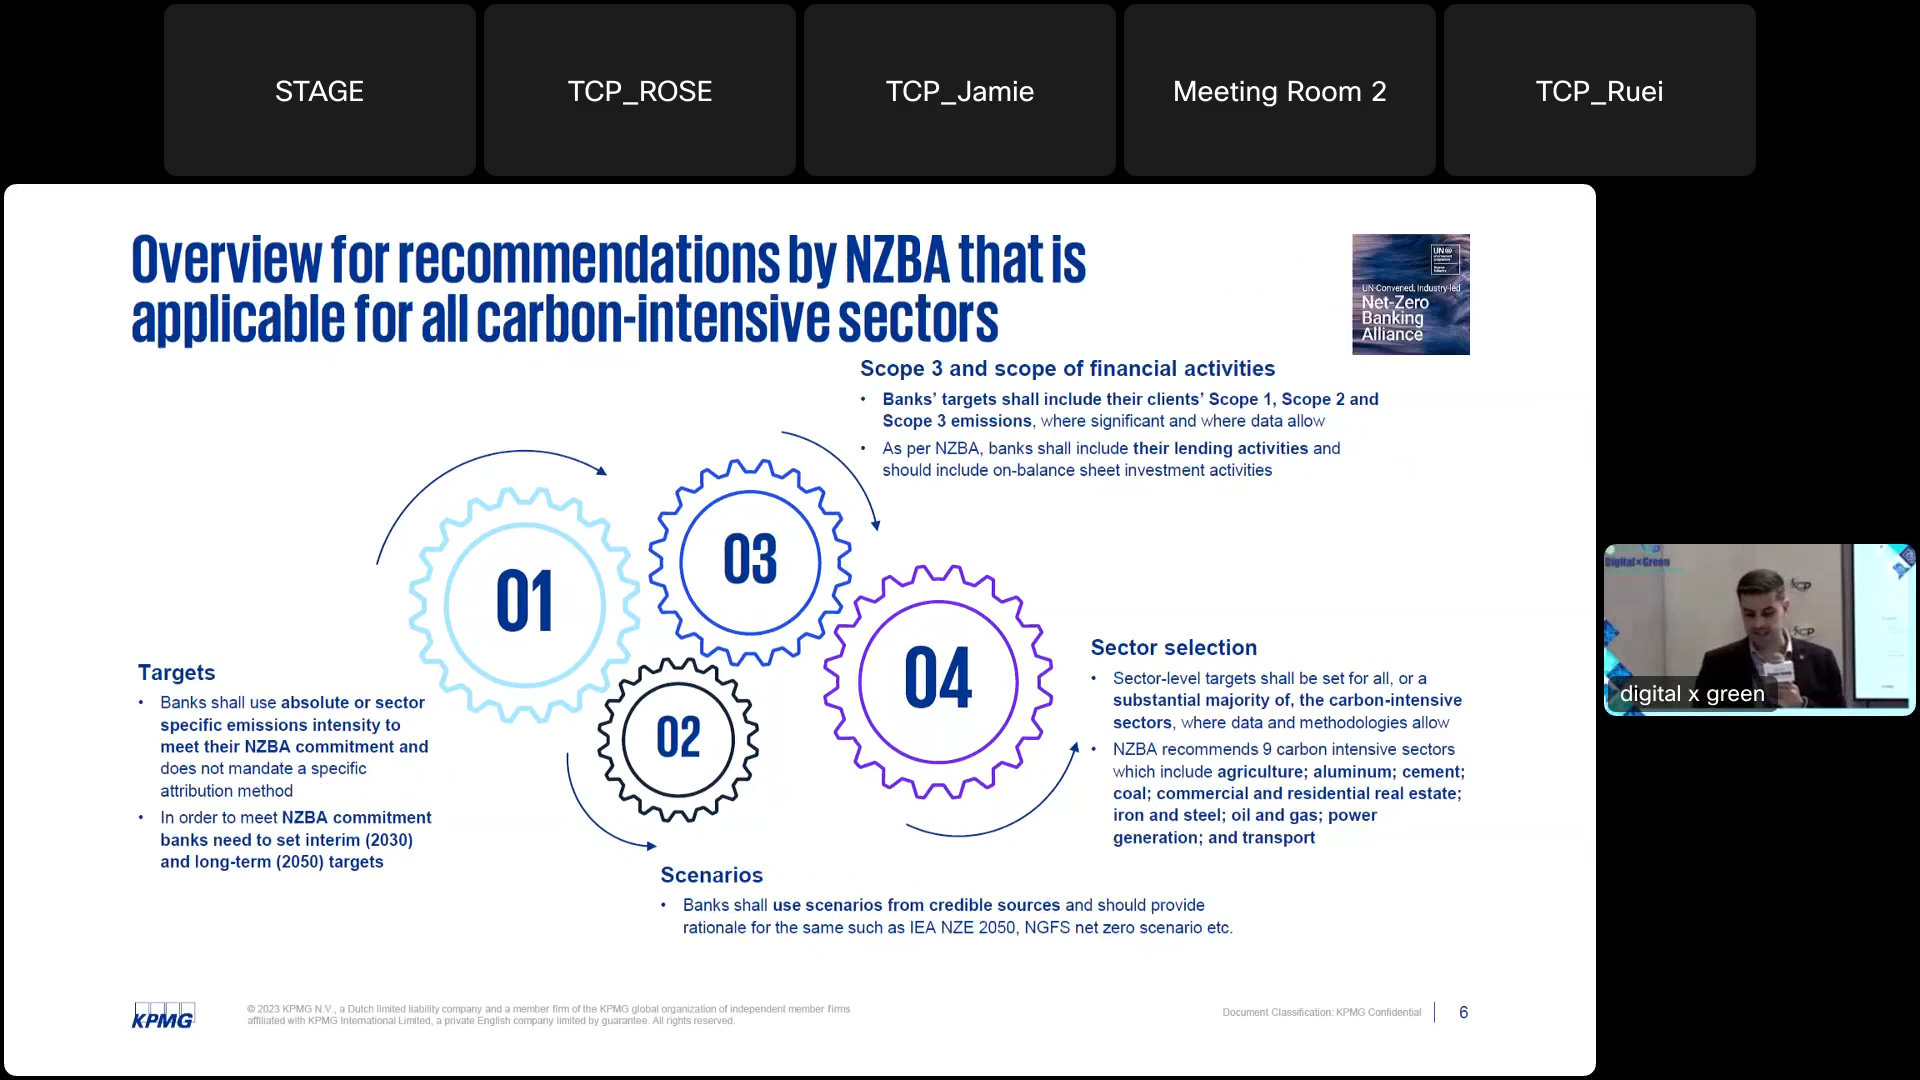 STAGE
TCP_ROSE
TCP_Jamie
Meeting Room 2
TCP_Ruei
Overview for recommendations by NZBA that is
applicable for all carbon-intensive sectors
UN-Convened, Industry-led
Net-Zero
Banking
Alliance
Scope 3 and scope of financial activities
• Banks' targets shall include their clients' Scope 1, Scope 2 and
Scope 3 emissions, where significant and where data allow
• As per NZBA, banks shall include their lending activities and
should include on-balance sheet investment activities
01
03
04
02
Targets
• Banks shall use absolute or sector
specific emissions intensity to
meet their NZBA commitment and
does not mandate a specific
attribution method
• In order to meet NZBA commitment
banks need to set interim (2030)
and long-term (2050) targets
Sector selection
• Sector-level targets shall be set for all, or a
substantial majority of, the carbon-intensive
sectors, where data and methodologies allow
• NZBA recommends 9 carbon intensive sectors
which include agriculture; aluminum; cement;
coal; commercial and residential real estate;
iron and steel; oil and gas; power
generation; and transport
Scenarios
• Banks shall use scenarios from credible sources and should provide
rationale for the same such as IEA NZE 2050, NGFS net zero scenario etc.
KPMG
© 2023 KPMG N.V., a Dutch limited liability company and a member firm of the KPMG global organization of independent member firms
affiliated with KPMG International Limited, a private English company limited by guarantee. All rights reserved.
Document Classification: KPMG Confidential
6
Digital×Green
digital x green